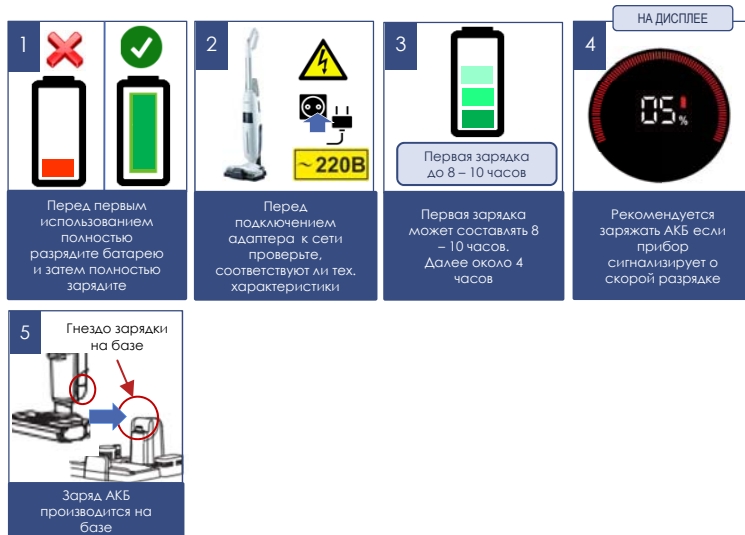 1
Перед первым
использованием
полностью
разрядите батарею
и затем полностью
зарядите
2
~220В
Перед
подключением
адаптера к сети
проверьте,
соответствуют ли тех.
характеристики
3
Первая зарядка
до 8 – 10 часов
Первая зарядка
может составлять 8
– 10 часов.
Далее около 4
часов
НА ДИСПЛЕЕ
4
05%
Рекомендуется
заряжать АКБ если
прибор
сигнализирует о
скорой разрядке
5
Гнездо зарядки
на базе
Заряд АКБ
производится на
базе